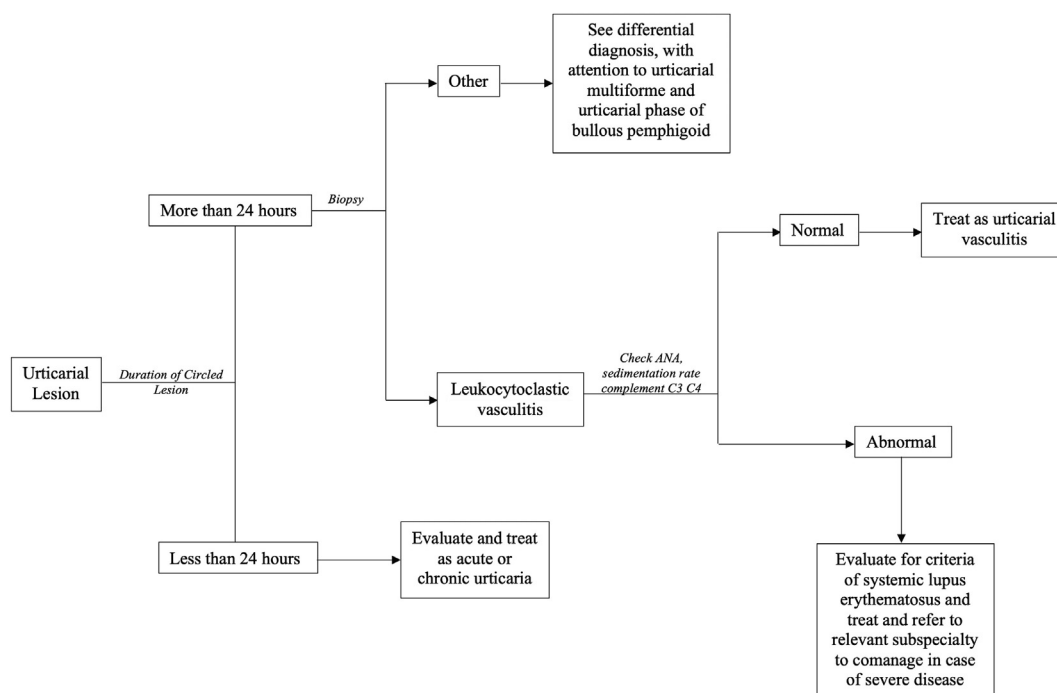 See differential
diagnosis, with
attention to urticarial
multiforme and
urticarial phase of
bullous pemphigoid
Other
Biopsy
More than 24 hours
Normal
Treat as urticarial
vasculitis
Urticarial
Lesion
Duration of Circled
Lesion
Leukocytoclastic
vasculitis
Check ANA,
sedimentation rate
complement C3 C4
Abnormal
Less than 24 hours
Evaluate and treat
as acute or
chronic urticaria
Evaluate for criteria
of systemic lupus
erythematosus and
treat and refer to
relevant subspecialty
to comanage in case
of severe disease